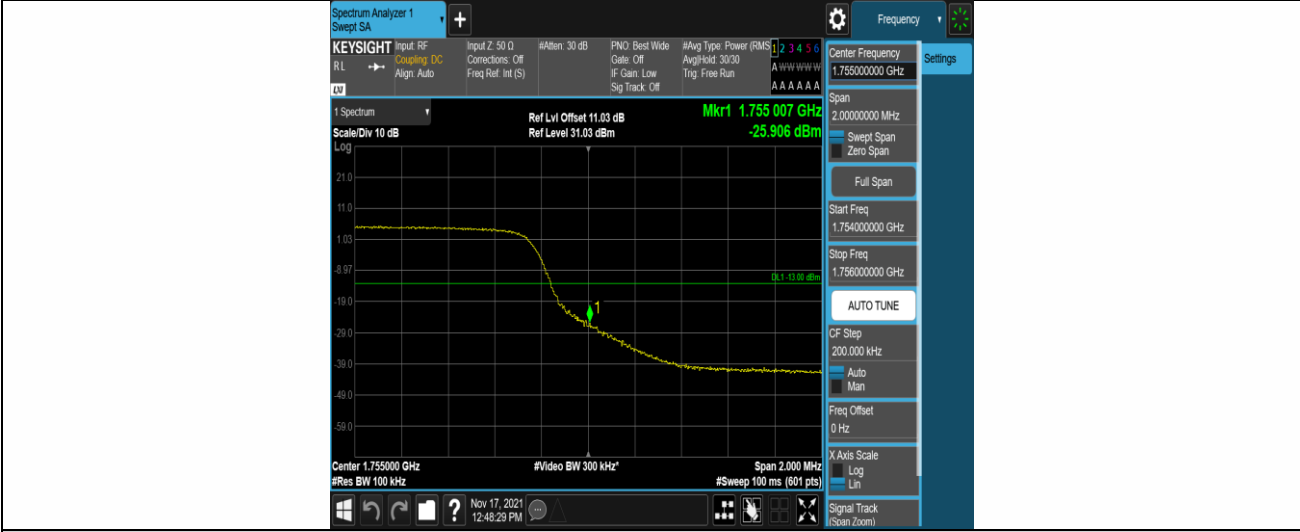 Spectrum Analyzer 1
Swept SA
+
Frequency
KEYSIGHT
RL
LXI
Input: RF
Coupling: DC
Align: Auto
Input Z: 50 Ω
Corrections: Off
Freq Ref: Int (S)
#Atten: 30 dB
PNO: Best Wide
Gate: Off
IF Gain: Low
Sig Track: Off
#Avg Type: Power (RMS
Avg|Hold: 30/30
Trig: Free Run
1 2 3 4 5 6
A W W W W W
A A A A A A
1 Spectrum
Scale/Div 10 dB
Log
Ref Lvl Offset 11.03 dB
Ref Level 31.03 dBm
Mkr1 1.755 007 GHz
-25.906 dBm
21.0
11.0
1.03
-8.97
DL1 -13.00 dBm
-19.0
1
-29.0
-39.0
-49.0
-59.0
Center 1.755000 GHz
#Video BW 300 kHz*
Span 2.000 MHz
#Res BW 100 kHz
#Sweep 100 ms (601 pts)
?
Nov 17, 2021
12:48:29 PM
Center Frequency
1.755000000 GHz
Settings
Span
2.00000000 MHz
Swept Span
Zero Span
Full Span
Start Freq
1.754000000 GHz
Stop Freq
1.756000000 GHz
AUTO TUNE
CF Step
200.000 kHz
Auto
Man
Freq Offset
0 Hz
X Axis Scale
Log
Lin
Signal Track
(Span Zoom)